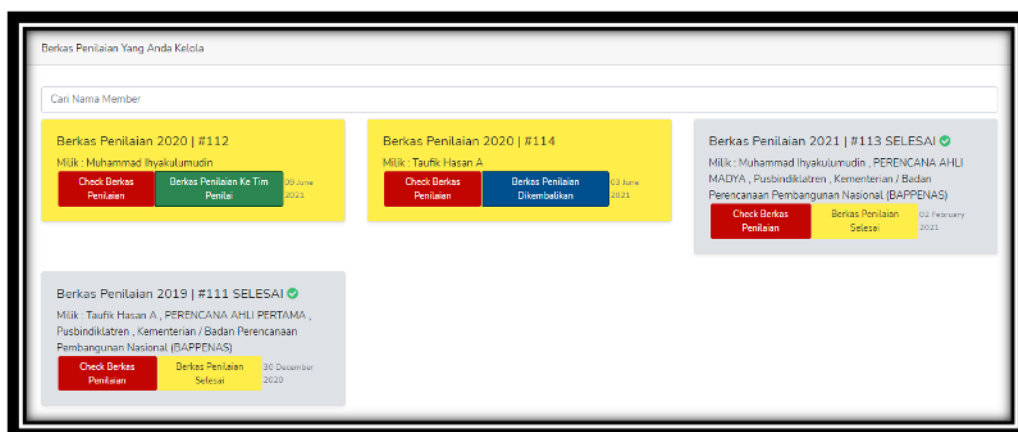 Berkas Penilaian Yang Anda Kelola
Cari Nama Member
Berkas Penilaian 2020 | #112
Milik : Muhammad Ihyakulumudin
Check Berkas
Penilaian
Berkas Penilaian Ke Tim
Penilai
09 June
2021
Berkas Penilaian 2020 | #114
Milik : Taufik Hasan A
Check Berkas
Penilaian
Berkas Penilaian
Dikembalikan
03 June
2021
Berkas Penilaian 2021 | #113 SELESAI
Milik : Muhammad Ihyakulumudin , PERENCANA AHLI
MADYA , Pusbindiklatren , Kementerian / Badan
Perencanaan Pembangunan Nasional (BAPPENAS)
Check Berkas
Penilaian
Berkas Penilaian
Selesai
02 February
2021
Berkas Penilaian 2019 | #111 SELESAI
Milik : Taufik Hasan A , PERENCANA AHLI PERTAMA ,
Pusbindiklatren , Kementerian / Badan Perencanaan
Pembangunan Nasional (BAPPENAS)
Check Berkas
Penilaian
Berkas Penilaian
Selesai
30 December
2020